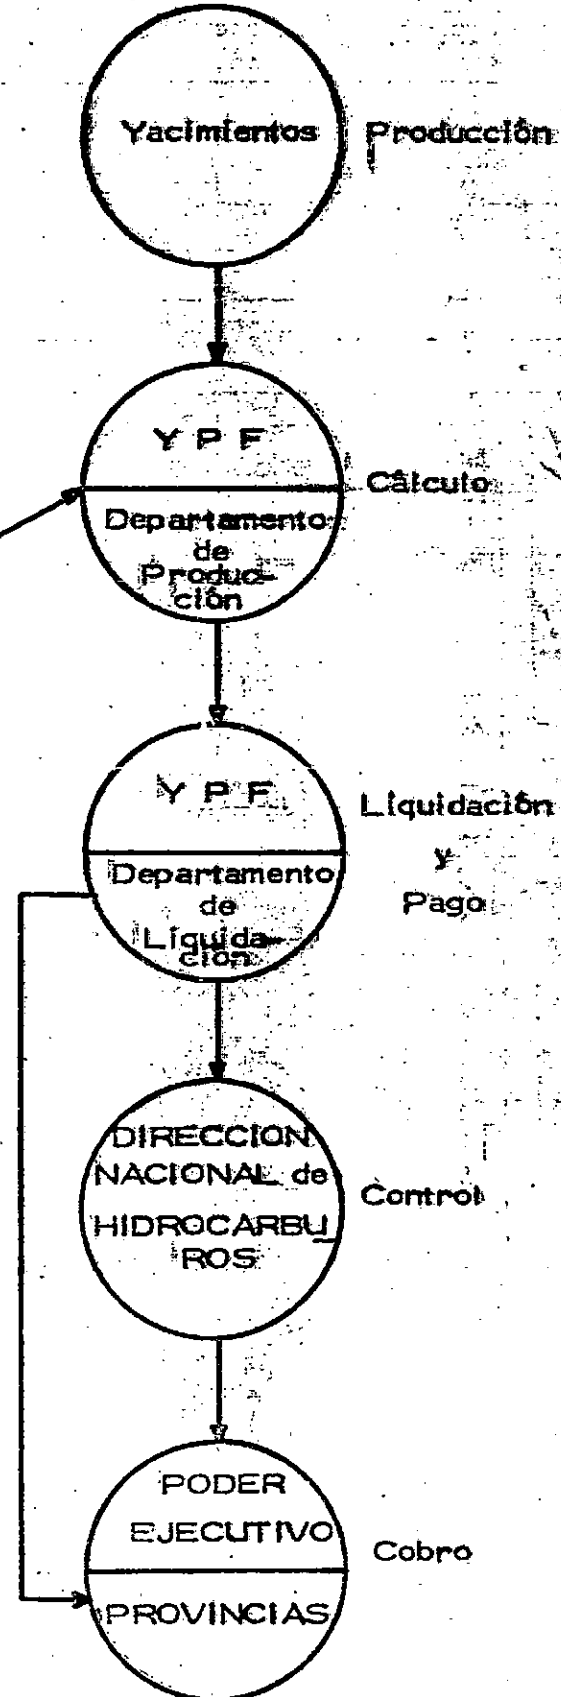 Yacimientos
Producción
Y P F
Cálculo
Departamento
de
Produc-
ción
Y P F
Liquidación
y
Pago
Departamento
de
Liquida-
ción
DIRECCION
NACIONAL de
HIDROCARBU
ROS
Control
PODER
EJECUTIVO
Cobro
PROVINCIAS